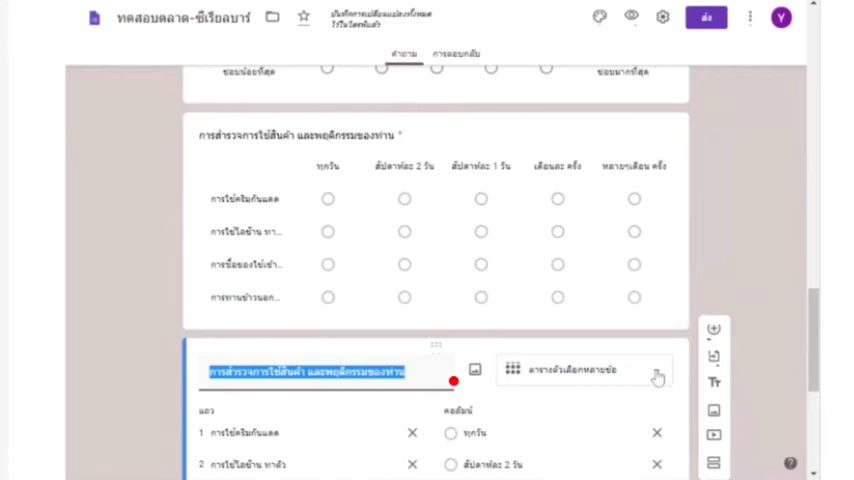 ทดสอบตลาด-ซีเรียลบาร์
บันทึกการเปลี่ยนแปลงทั้งหมด
ไว้ในไดรฟ์แล้ว
ส่ง
Y
คำถาม การตอบกลับ
ชอบน้อยที่สุด ชอบมากที่สุด
การสำรวจการใช้สินค้า และพฤติกรรมของท่าน *
ทุกวัน สัปดาห์ละ 2 วัน สัปดาห์ละ 1 วัน เดือนละ ครั้ง หลายๆเดือน ครั้ง
การใช้ครีมกันแดด
การใช้โลชั่น ทา...
การซื้อของใช้เข้า...
การทานข้าวนอก...
การสำรวจการใช้สินค้า และพฤติกรรมของท่าน
ตารางตัวเลือกหลายข้อ
แถว คอลัมน์
1 การใช้ครีมกันแดด ทุกวัน
2 การใช้โลชั่น ทาตัว สัปดาห์ละ 2 วัน
Tт